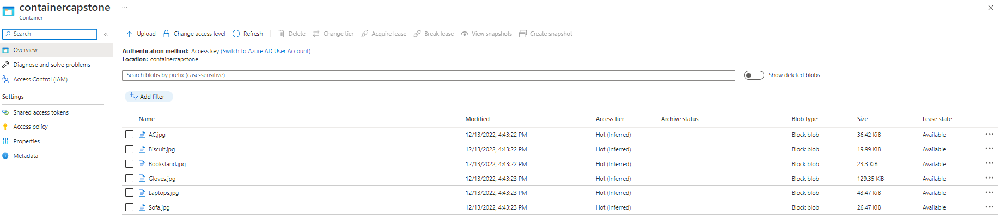 containercapstone ...
Container
Search «
Upload Change access level Refresh Delete Change tier Acquire lease Break lease View snapshots Create snapshot
Overview
Diagnose and solve problems
Access Control (IAM)
Settings
Shared access tokens
Access policy
Properties
Metadata
Authentication method: Access key (Switch to Azure AD User Account)
Location: containercapstone
Search blobs by prefix (case-sensitive) Show deleted blobs
Add filter
Name Modified Access tier Archive status Blob type Size Lease state
AC.jpg 12/13/2022, 4:43:22 PM Hot (Inferred) Block blob 36.42 KiB Available ...
Biscuit.jpg 12/13/2022, 4:43:22 PM Hot (Inferred) Block blob 19.99 KiB Available ...
Bookstand.jpg 12/13/2022, 4:43:22 PM Hot (Inferred) Block blob 23.3 KiB Available ...
Gloves.jpg 12/13/2022, 4:43:23 PM Hot (Inferred) Block blob 129.35 KiB Available ...
Laptops.jpg 12/13/2022, 4:43:23 PM Hot (Inferred) Block blob 43.47 KiB Available ...
Sofa.jpg 12/13/2022, 4:43:23 PM Hot (Inferred) Block blob 26.47 KiB Available ...